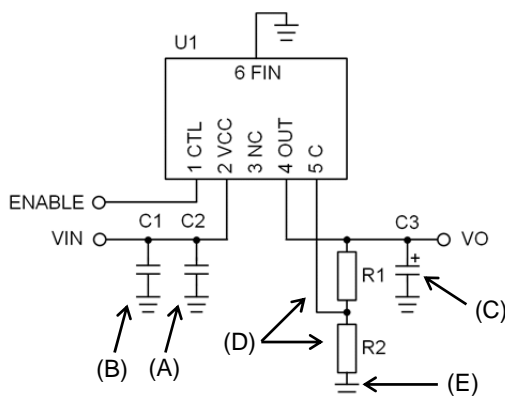 U1
6 FIN
1 CTL
2 VCC
3 NC
4 OUT
5 C
ENABLE
C1
C2
C3
VIN
VO
+
R1
(B)
(A)
(C)
(D)
R2
(E)